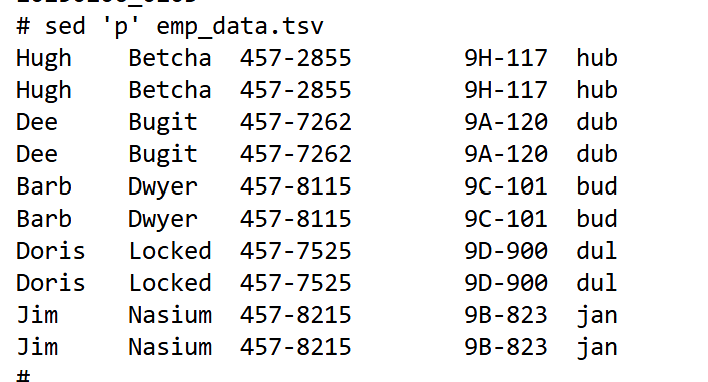 # sed 'p' emp_data.tsv
Hugh    Betcha  457-2855        9H-117  hub
Hugh    Betcha  457-2855        9H-117  hub
Dee     Bugit   457-7262        9A-120  dub
Dee     Bugit   457-7262        9A-120  dub
Barb    Dwyer   457-8115        9C-101  bud
Barb    Dwyer   457-8115        9C-101  bud
Doris   Locked  457-7525        9D-900  dul
Doris   Locked  457-7525        9D-900  dul
Jim     Nasium  457-8215        9B-823  jan
Jim     Nasium  457-8215        9B-823  jan
#